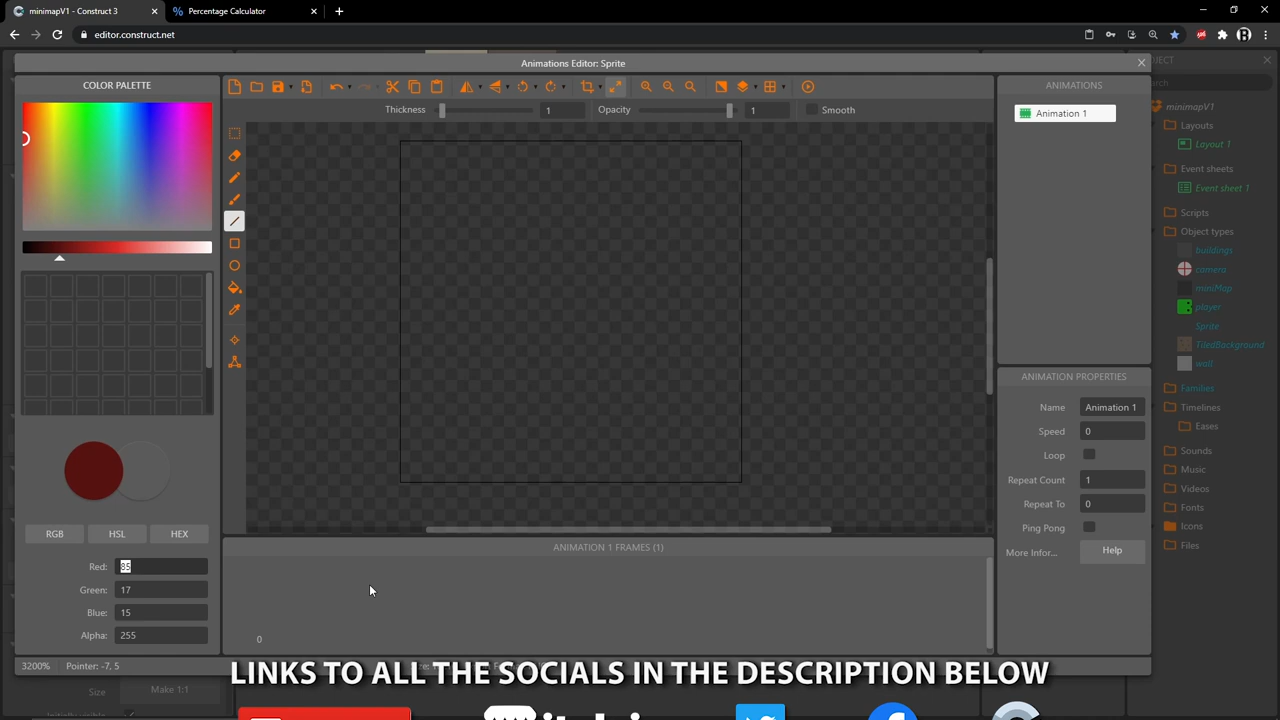 minimapV1 - Construct 3
Percentage Calculator
editor.construct.net
Animations Editor: Sprite
COLOR PALETTE
Thickness 1 Opacity 1 Smooth
ANIMATIONS
Animation 1
ANIMATION PROPERTIES
Name Animation 1
Speed 0
Loop
Repeat Count 1
Repeat To 0
Ping Pong
More Infor... Help
minimapV1
Layouts
Layout 1
Event sheets
Event sheet 1
Scripts
Object types
buildings
camera
miniMap
player
Sprite
TiledBackground
wall
Families
Timelines
Eases
Sounds
Music
Videos
Fonts
Icons
Files
RGB HSL HEX
Red: 85
Green: 17
Blue: 15
Alpha: 255
ANIMATION 1 FRAMES (1)
0
3200% Pointer: -7, 5
LINKS TO ALL THE SOCIALS IN THE DESCRIPTION BELOW
Size Make 1:1